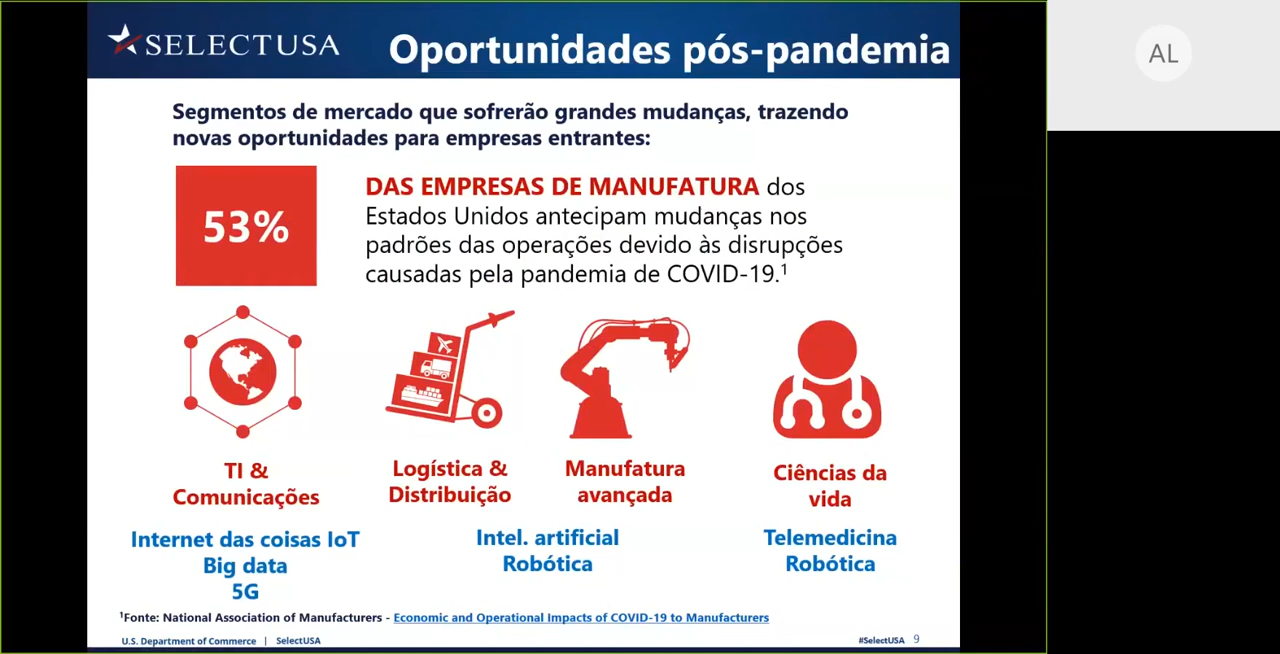 SELECTUSA
Oportunidades pós-pandemia
AL
Segmentos de mercado que sofrerão grandes mudanças, trazendo
novas oportunidades para empresas entrantes:
53%
DAS EMPRESAS DE MANUFATURA dos
Estados Unidos antecipam mudanças nos
padrões das operações devido às disrupções
causadas pela pandemia de COVID-19.¹
TI &
Comunicações
Logística &
Distribuição
Manufatura
avançada
Ciências da
vida
Internet das coisas IoT
Big data
5G
Intel. artificial
Robótica
Telemedicina
Robótica
¹Fonte: National Association of Manufacturers - Economic and Operational Impacts of COVID-19 to Manufacturers
U.S. Department of Commerce | SelectUSA
#SelectUSA 9